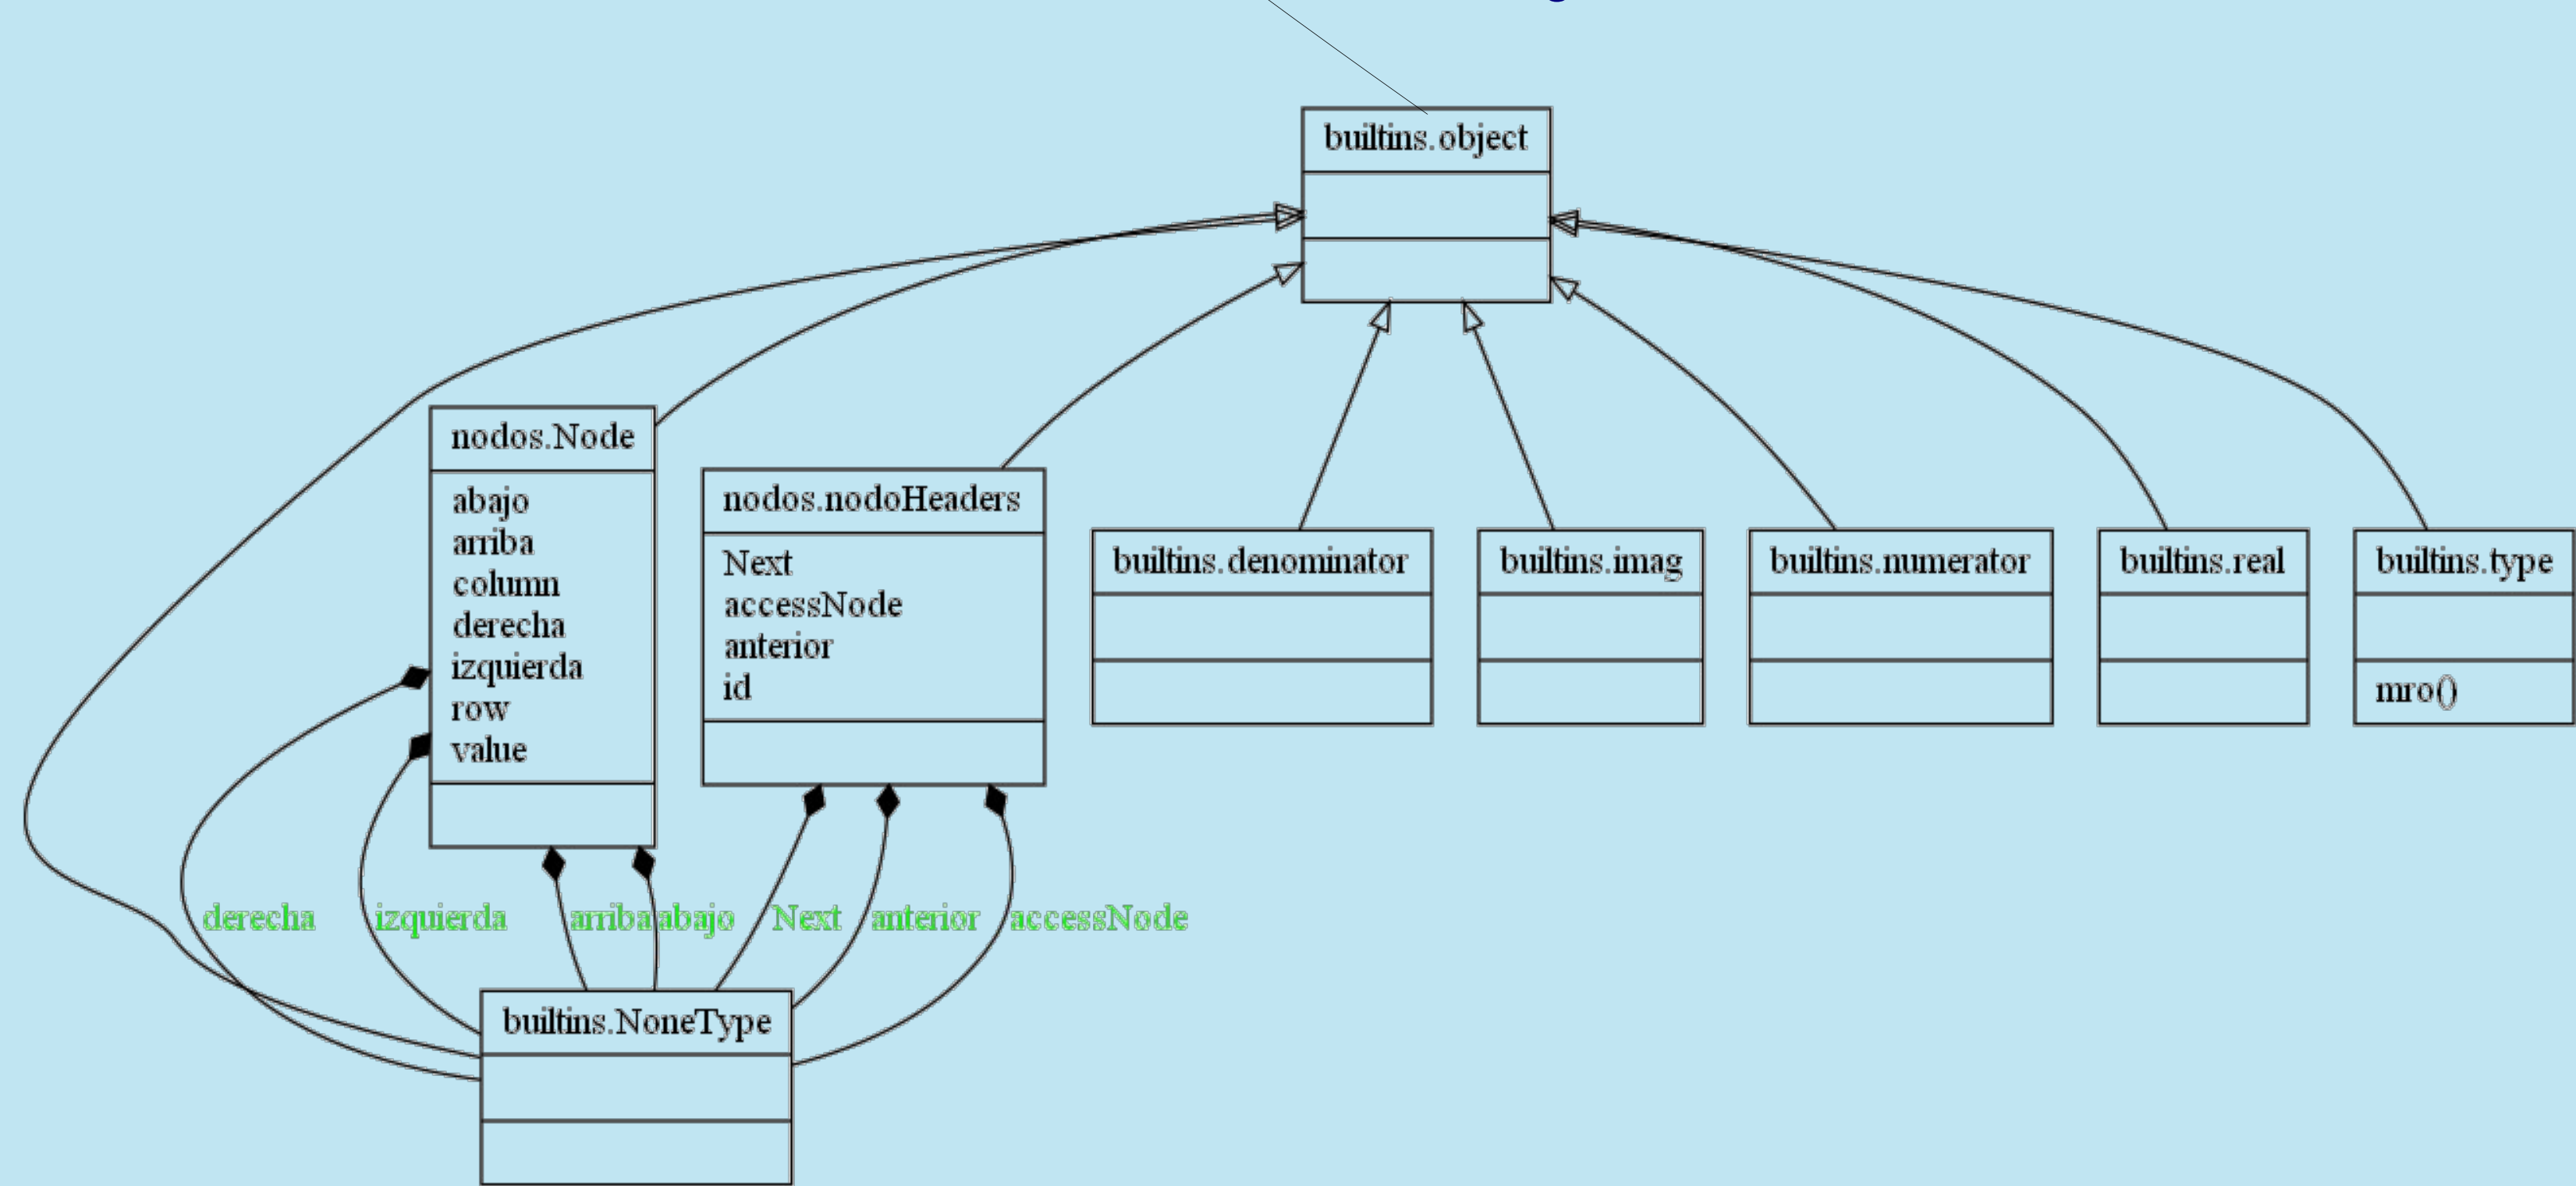 builtins.object
nodos.Node
abajo
arriba
column
derecha
izquierda
row
value
nodos.nodoHeaders
Next
accessNode
anterior
id
builtins.denominator
builtins.imag
builtins.numerator
builtins.real
builtins.type
mro()
derecha
izquierda
arriba
abajo
Next
anterior
accessNode
builtins.NoneType